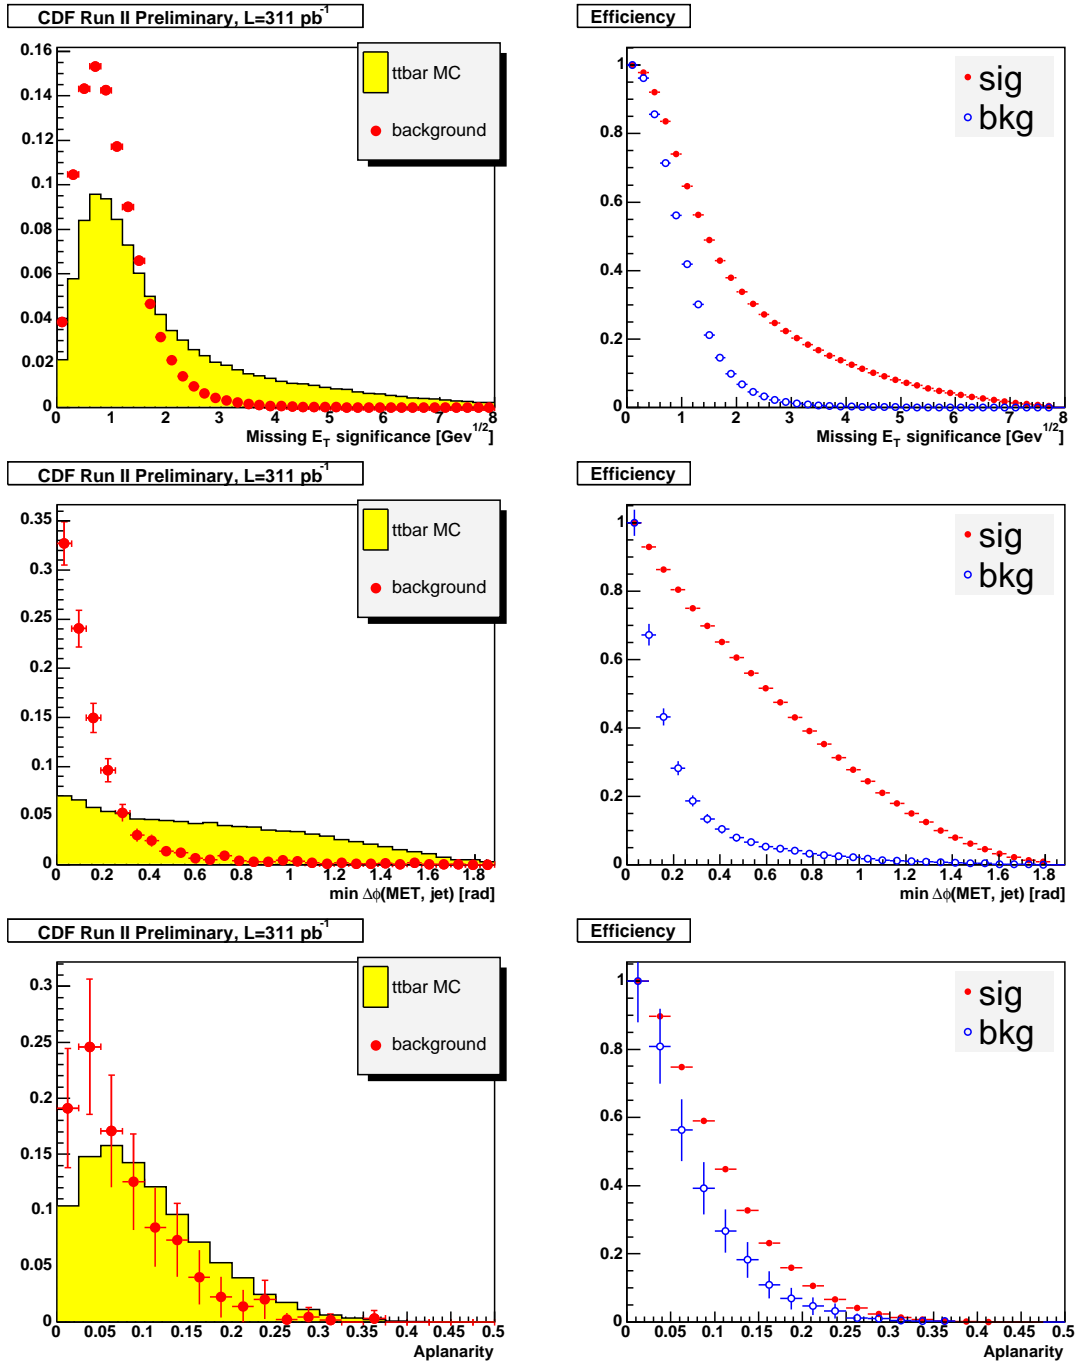 CDF Run II Preliminary, L=311 pb-1
Efficiency
0.16
0.14
0.12
0.1
0.08
0.06
0.04
0.02
0
ttbar MC
background
0 1 2 3 4 5 6 7 8
Missing ET significance [Gev1/2]
1
0.8
0.6
0.4
0.2
0
sig
bkg
0 1 2 3 4 5 6 7 8
Missing ET significance [Gev1/2]
CDF Run II Preliminary, L=311 pb-1
Efficiency
0.35
0.3
0.25
0.2
0.15
0.1
0.05
0
ttbar MC
background
0 0.2 0.4 0.6 0.8 1 1.2 1.4 1.6 1.8
min Δϕ(MET, jet) [rad]
1
0.8
0.6
0.4
0.2
0
sig
bkg
0 0.2 0.4 0.6 0.8 1 1.2 1.4 1.6 1.8
min Δϕ(MET, jet) [rad]
CDF Run II Preliminary, L=311 pb-1
Efficiency
0.3
0.25
0.2
0.15
0.1
0.05
0
ttbar MC
background
0 0.05 0.1 0.15 0.2 0.25 0.3 0.35 0.4 0.45 0.5
Aplanarity
1
0.8
0.6
0.4
0.2
0
sig
bkg
0.05 0.1 0.15 0.2 0.25 0.3 0.35 0.4 0.45 0.5
Aplanarity